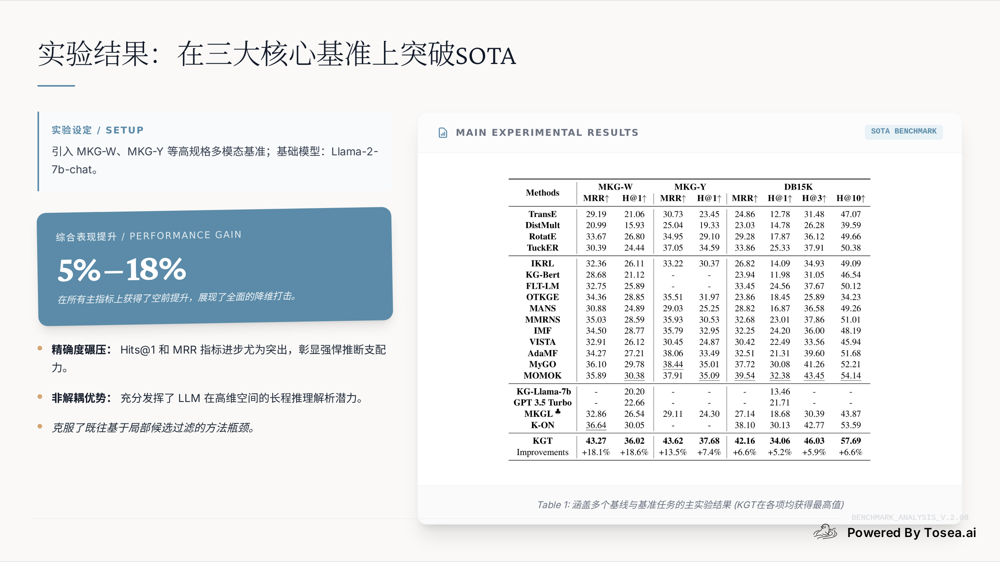 实验结果：在三大核心基准上突破SOTA
实验设定 / SETUP
引入 MKG-W、MKG-Y 等高规格多模态基准；基础模型：Llama-2-
7b-chat。
综合表现提升 / PERFORMANCE GAIN
5%–18%
在所有主指标上获得了空前提升，展现了全面的降维打击。
精确度碾压： Hits@1 和 MRR 指标进步尤为突出，彰显强悍推断支配
力。
非解耦优势： 充分发挥了 LLM 在高维空间的长程推理解析潜力。
克服了既往基于局部候选过滤的方法瓶颈。
MAIN EXPERIMENTAL RESULTS
SOTA BENCHMARK
Methods MKG-W MKG-Y DB15K
MRR↑ H@1↑ MRR↑ H@1↑ MRR↑ H@1↑ H@3↑ H@10↑
TransE 29.19 21.06 30.73 23.45 24.86 12.78 31.48 47.07
DistMult 20.99 15.93 25.04 19.33 23.03 14.78 26.28 39.59
RotatE 33.67 26.80 34.95 29.10 29.28 17.87 36.12 49.66
TuckER 30.39 24.44 37.05 34.59 33.86 25.33 37.91 50.38
IKRL 32.36 26.11 33.22 30.37 26.82 14.09 34.93 49.09
KG-Bert 28.68 21.12 - - 23.94 11.98 31.05 46.54
FLT-LM 32.75 25.89 - - 33.45 24.56 37.67 50.12
OTKGE 34.36 28.85 35.51 31.97 23.86 18.45 25.89 34.23
MANS 30.88 24.89 29.03 25.25 28.82 16.87 36.58 49.26
MMRNS 35.03 28.59 35.93 30.53 32.68 23.01 37.86 51.01
IMF 34.50 28.77 35.79 32.95 32.25 24.20 36.00 48.19
VISTA 32.91 26.12 30.45 24.87 30.42 22.49 33.56 45.94
AdaMF 34.27 27.21 38.06 33.49 32.51 21.31 39.60 51.68
MyGO 36.10 29.78 38.44 35.01 37.72 30.08 41.26 52.21
MOMOK 35.89 30.38 37.91 35.09 39.54 32.38 43.45 54.14
KG-Llama-7b - 20.20 - - - 13.46 - -
GPT 3.5 Turbo - 22.66 - - - 21.71 - -
MKGL ♣ 32.86 26.54 29.11 24.30 27.14 18.68 30.39 43.87
K-ON 36.64 30.05 - - 38.10 30.13 42.77 53.59
KGT 43.27 36.02 43.62 37.68 42.16 34.06 46.03 57.69
Improvements +18.1% +18.6% +13.5% +7.4% +6.6% +5.2% +5.9% +6.6%
Table 1: 涵盖多个基线与基准任务的主实验结果 (KGT在各项均获得最高值)
BENCHMARK_ANALYSIS_V.2.08
Powered By Tosea.ai